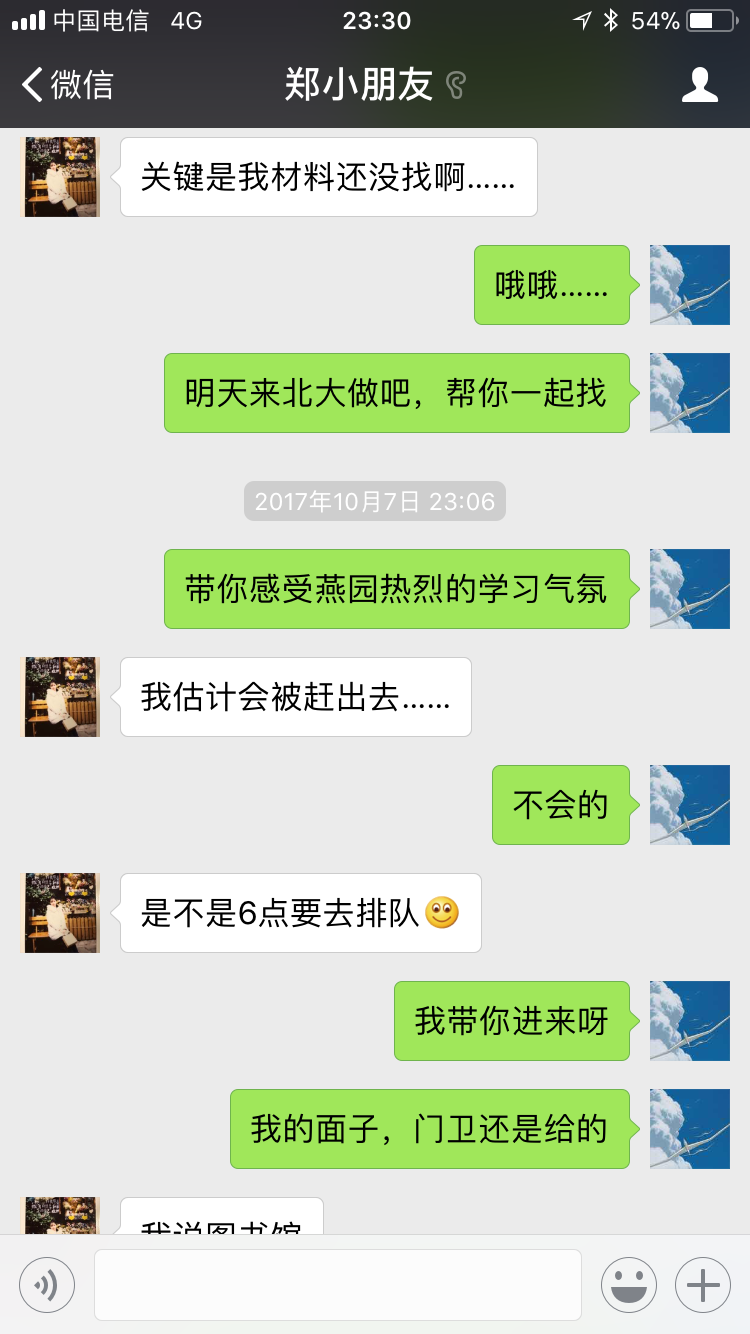 中国电信 4G 23:30 54%
微信 郑小朋友
关键是我材料还没找啊......
哦哦......
明天来北大做吧，帮你一起找
2017年10月7日 23:06
带你感受燕园热烈的学习气氛
我估计会被赶出去......
不会的
是不是6点要去排队
我带你进来呀
我的面子，门卫还是给的
我说图书馆